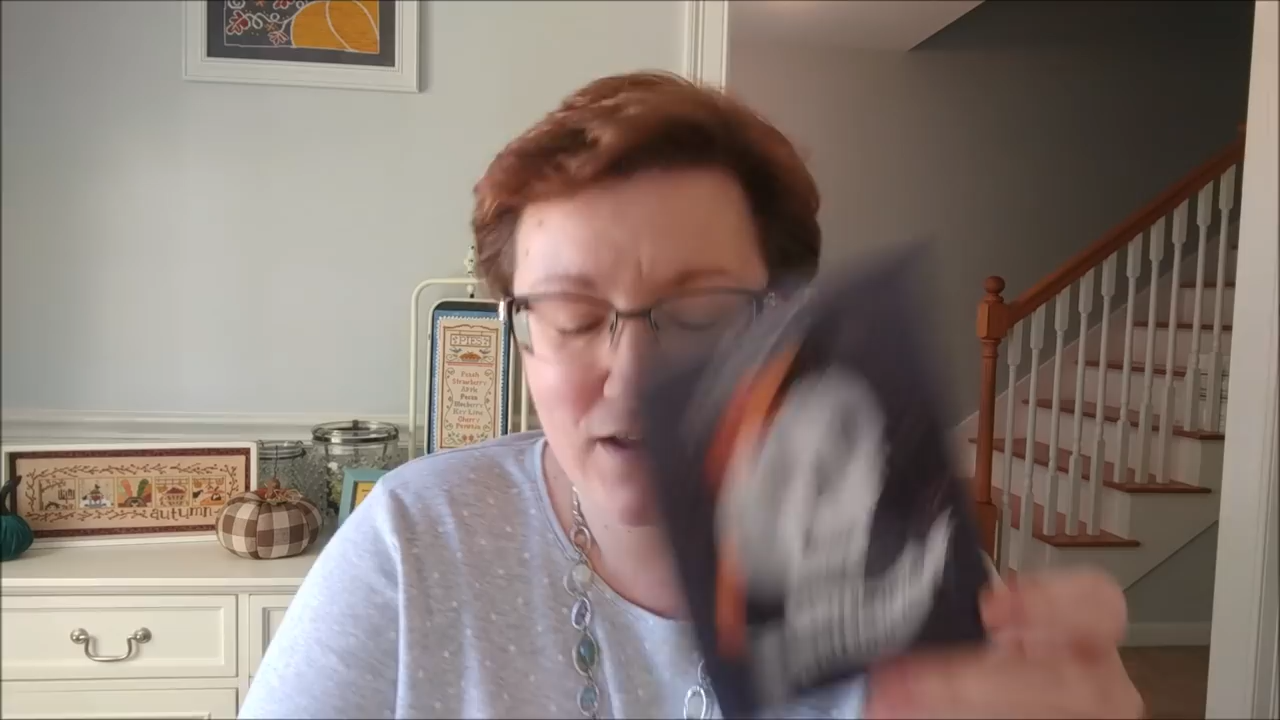 PIES
Peach
Strawberry
Apple
Pecan
Blueberry
Key Lime
Cherry
Pumpkin
autumn